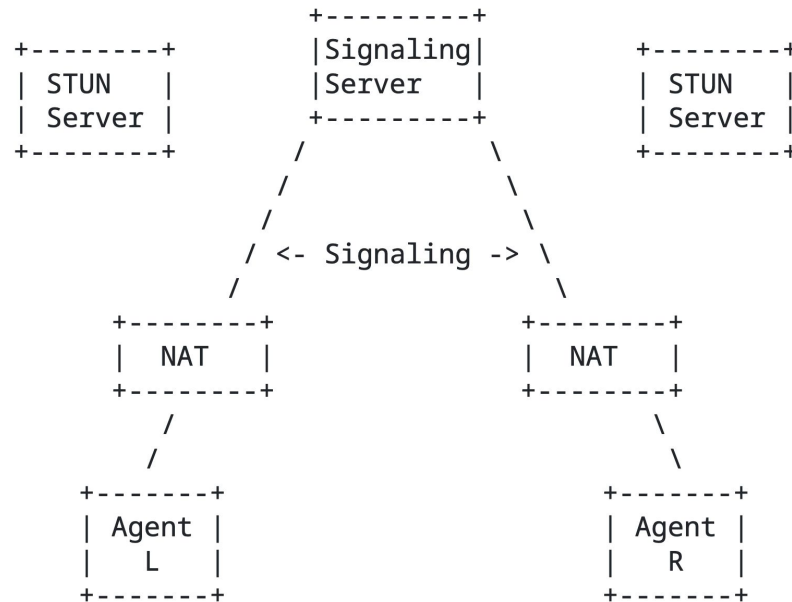 +---------+
+--------+        |Signaling|         +--------+
| STUN   |        |Server   |         | STUN   |
| Server |        +---------+         | Server |
+--------+       /           \        +--------+
                /             \
               /               \
              / <- Signaling -> \
             /                   \
      +--------+               +--------+
      |  NAT   |               |  NAT   |
      +--------+               +--------+
         /                             \
        /                               \
    +-------+                       +-------+
    | Agent |                       | Agent |
    |   L   |                       |   R   |
    +-------+                       +-------+